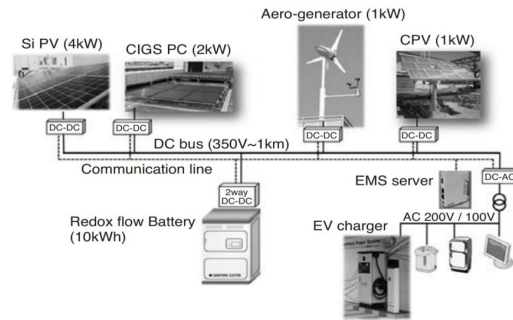 Aero-generator (1kW)
Si PV (4kW)
CIGS PC (2kW)
CPV (1kW)
DC-DC
DC-DC
DC-DC
DC-DC
DC bus (350V~1km)
Communication line
EMS server
DC-AC
2way
DC-DC
Redox flow Battery
(10kWh)
AC 200V / 100V
EV charger